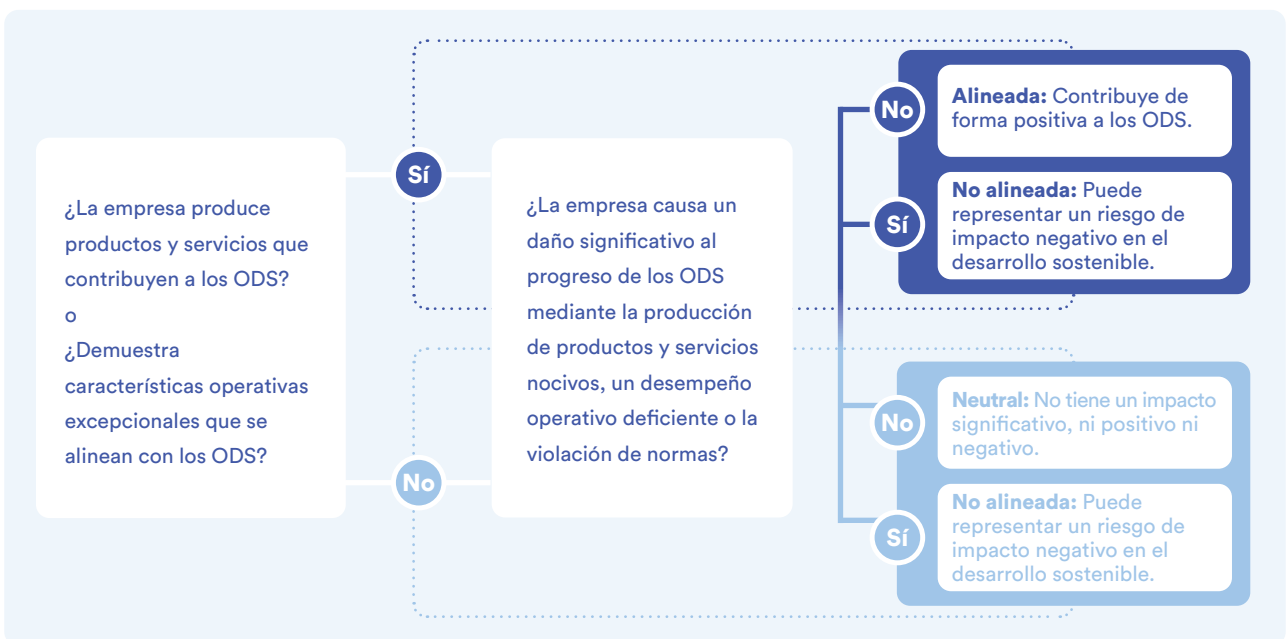 ¿La empresa produce
productos y servicios que
contribuyen a los ODS?
o
¿Demuestra
características operativas
excepcionales que se
alinean con los ODS?
Sí
No
¿La empresa causa un
daño significativo al
progreso de los ODS
mediante la producción
de productos y servicios
nocivos, un desempeño
operativo deficiente o la
violación de normas?
No
Alineada: Contribuye de
forma positiva a los ODS.
Sí
No alineada: Puede
representar un riesgo de
impacto negativo en el
desarrollo sostenible.
No
Neutral: No tiene un impacto
significativo, ni positivo ni
negativo.
Sí
No alineada: Puede
representar un riesgo de
impacto negativo en el
desarrollo sostenible.